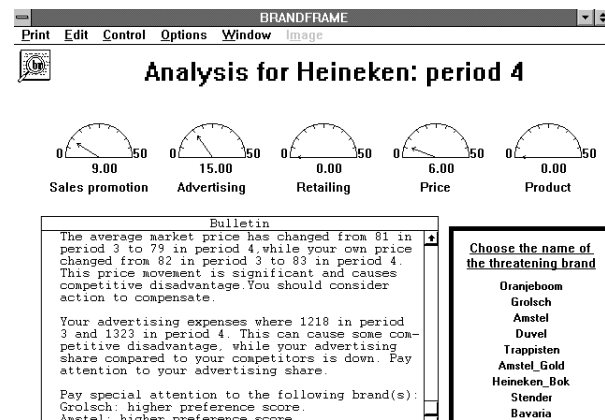 BRANDFRAME
Print Edit Control Options Window Image
Analysis for Heineken: period 4
0 50 0 50 0 50 0 50 0 50
9.00 15.00 0.00 6.00 0.00
Sales promotion Advertising Retailing Price Product
Bulletin
The average market price has changed from 81 in
period 3 to 79 in period 4,while your own price
changed from 82 in period 3 to 83 in period 4.
This price movement is significant and causes
competitive disadvantage.You should consider
action to compensate.
Your advertising expenses where 1218 in period
3 and 1323 in period 4. This can cause some com-
petitive disadvantage, while your advertising
share compared to your competitors is down. Pay
attention to your advertising share.
Pay special attention to the following brand(s):
Grolsch: higher preference score.
Amstel: higher preference score.
Choose the name of
the threatening brand
Oranjeboom
Grolsch
Amstel
Duvel
Trappisten
Amstel_Gold
Heineken_Bok
Stender
Bavaria